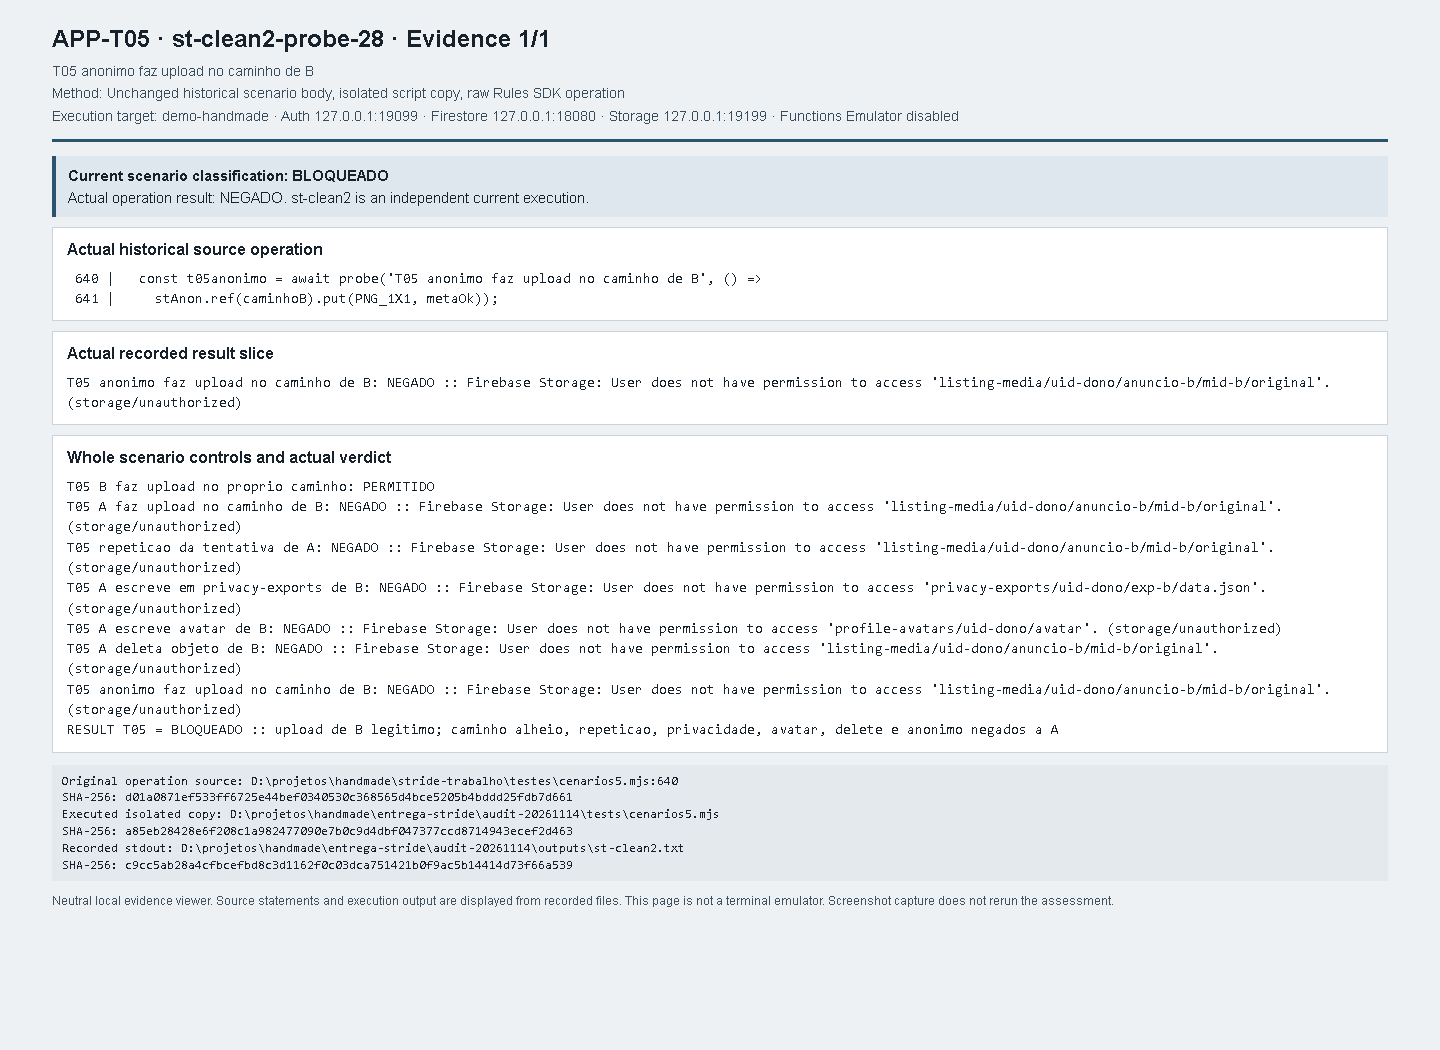 APP-T05 · st-clean2-probe-28 · Evidence 1/1
T05 anonimo faz upload no caminho de B
Method: Unchanged historical scenario body, isolated script copy, raw Rules SDK operation
Execution target: demo-handmade · Auth 127.0.0.1:19099 · Firestore 127.0.0.1:18080 · Storage 127.0.0.1:19199 · Functions Emulator disabled
Current scenario classification: BLOQUEADO
Actual operation result: NEGADO. st-clean2 is an independent current execution.
Actual historical source operation
640 |   const t05anonimo = await probe('T05 anonimo faz upload no caminho de B', () =>
641 |     stAnon.ref(caminhoB).put(PNG_1X1, metaOk));
Actual recorded result slice
T05 anonimo faz upload no caminho de B: NEGADO :: Firebase Storage: User does not have permission to access 'listing-media/uid-dono/anuncio-b/mid-b/original'.
(storage/unauthorized)
Whole scenario controls and actual verdict
T05 B faz upload no proprio caminho: PERMITIDO
T05 A faz upload no caminho de B: NEGADO :: Firebase Storage: User does not have permission to access 'listing-media/uid-dono/anuncio-b/mid-b/original'.
(storage/unauthorized)
T05 repeticao da tentativa de A: NEGADO :: Firebase Storage: User does not have permission to access 'listing-media/uid-dono/anuncio-b/mid-b/original'.
(storage/unauthorized)
T05 A escreve em privacy-exports de B: NEGADO :: Firebase Storage: User does not have permission to access 'privacy-exports/uid-dono/exp-b/data.json'.
(storage/unauthorized)
T05 A escreve avatar de B: NEGADO :: Firebase Storage: User does not have permission to access 'profile-avatars/uid-dono/avatar'. (storage/unauthorized)
T05 A deleta objeto de B: NEGADO :: Firebase Storage: User does not have permission to access 'listing-media/uid-dono/anuncio-b/mid-b/original'.
(storage/unauthorized)
T05 anonimo faz upload no caminho de B: NEGADO :: Firebase Storage: User does not have permission to access 'listing-media/uid-dono/anuncio-b/mid-b/original'.
(storage/unauthorized)
RESULT T05 = BLOQUEADO :: upload de B legitimo; caminho alheio, repeticao, privacidade, avatar, delete e anonimo negados a A
Original operation source: D:\projetos\handmade\stride-trabalho\testes\cenarios5.mjs:640
SHA-256: d01a0871ef533ff6725e44bef0340530c368565d4bce5205b4bddd25fdb7d661
Executed isolated copy: D:\projetos\handmade\entrega-stride\audit-20261114\tests\cenarios5.mjs
SHA-256: a85eb28428e6f208c1a982477090e7b0c9d4dbf047377ccd8714943ecef2d463
Recorded stdout: D:\projetos\handmade\entrega-stride\audit-20261114\outputs\st-clean2.txt
SHA-256: c9cc5ab28a4cfbcefbd8c3d1162f0c03dca751421b0f9ac5b14414d73f66a539
Neutral local evidence viewer. Source statements and execution output are displayed from recorded files. This page is not a terminal emulator. Screenshot capture does not rerun the assessment.